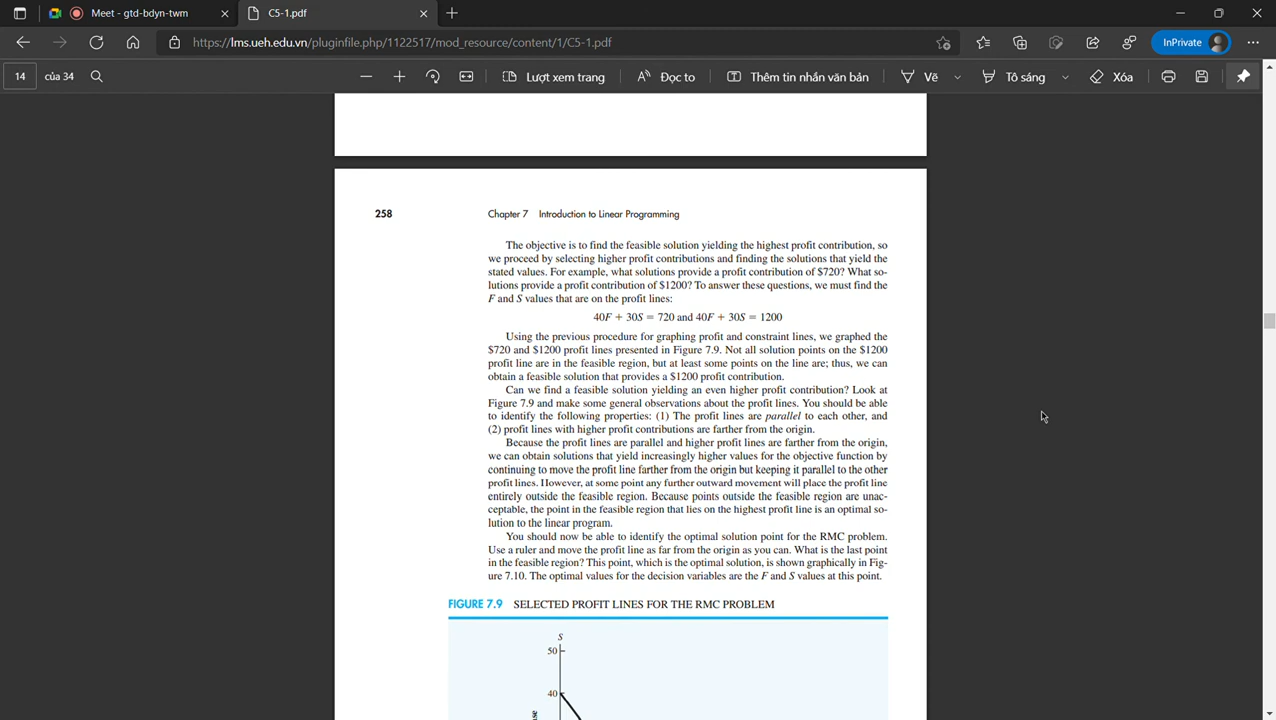 Meet - gtd-bdyn-twm
C5-1.pdf
https://lms.ueh.edu.vn/pluginfile.php/1122517/mod_resource/content/1/C5-1.pdf
InPrivate
14 của 34
Lượt xem trang
Đọc to
Thêm tin nhắn văn bản
Vẽ
Tô sáng
Xóa
258
Chapter 7 Introduction to Linear Programming
The objective is to find the feasible solution yielding the highest profit contribution, so
we proceed by selecting higher profit contributions and finding the solutions that yield the
stated values. For example, what solutions provide a profit contribution of $720? What so-
lutions provide a profit contribution of $1200? To answer these questions, we must find the
F and S values that are on the profit lines:
40F + 30S = 720 and 40F + 30S = 1200
Using the previous procedure for graphing profit and constraint lines, we graphed the
$720 and $1200 profit lines presented in Figure 7.9. Not all solution points on the $1200
profit line are in the feasible region, but at least some points on the line are; thus, we can
obtain a feasible solution that provides a $1200 profit contribution.
Can we find a feasible solution yielding an even higher profit contribution? Look at
Figure 7.9 and make some general observations about the profit lines. You should be able
to identify the following properties: (1) The profit lines are parallel to each other, and
(2) profit lines with higher profit contributions are farther from the origin.
Because the profit lines are parallel and higher profit lines are farther from the origin,
we can obtain solutions that yield increasingly higher values for the objective function by
continuing to move the profit line farther from the origin but keeping it parallel to the other
profit lines. However, at some point any further outward movement will place the profit line
entirely outside the feasible region. Because points outside the feasible region are unac-
ceptable, the point in the feasible region that lies on the highest profit line is an optimal so-
lution to the linear program.
You should now be able to identify the optimal solution point for the RMC problem.
Use a ruler and move the profit line as far from the origin as you can. What is the last point
in the feasible region? This point, which is the optimal solution, is shown graphically in Fig-
ure 7.10. The optimal values for the decision variables are the F and S values at this point.
FIGURE 7.9 SELECTED PROFIT LINES FOR THE RMC PROBLEM
S
50
40